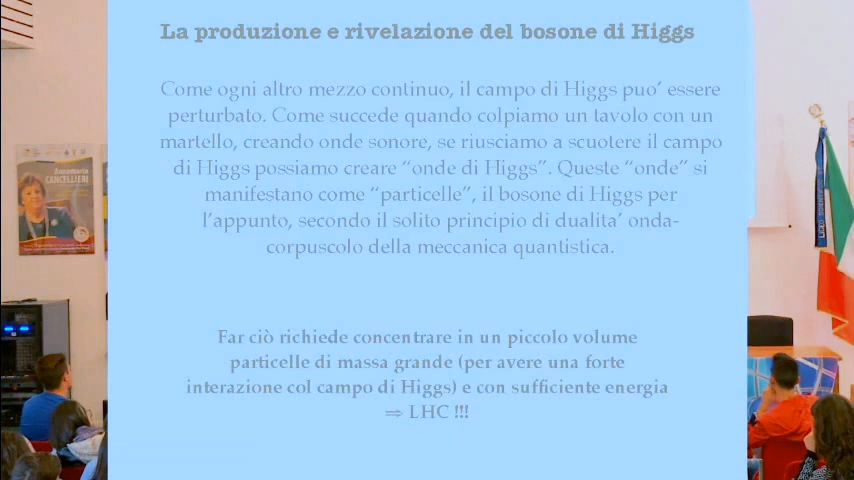 La produzione e rivelazione del bosone di Higgs
Come ogni altro mezzo continuo, il campo di Higgs puo' essere
perturbato. Come succede quando colpiamo un tavolo con un
martello, creando onde sonore, se riusciamo a scuotere il campo
di Higgs possiamo creare “onde di Higgs”. Queste “onde” si
manifestano come “particelle”, il bosone di Higgs per
l'appunto, secondo il solito principio di dualita' onda-
corpuscolo della meccanica quantistica.
Far ciò richiede concentrare in un piccolo volume
particelle di massa grande (per avere una forte
interazione col campo di Higgs) e con sufficiente energia
⇒ LHC !!!
Annamaria
CANCELLIERI